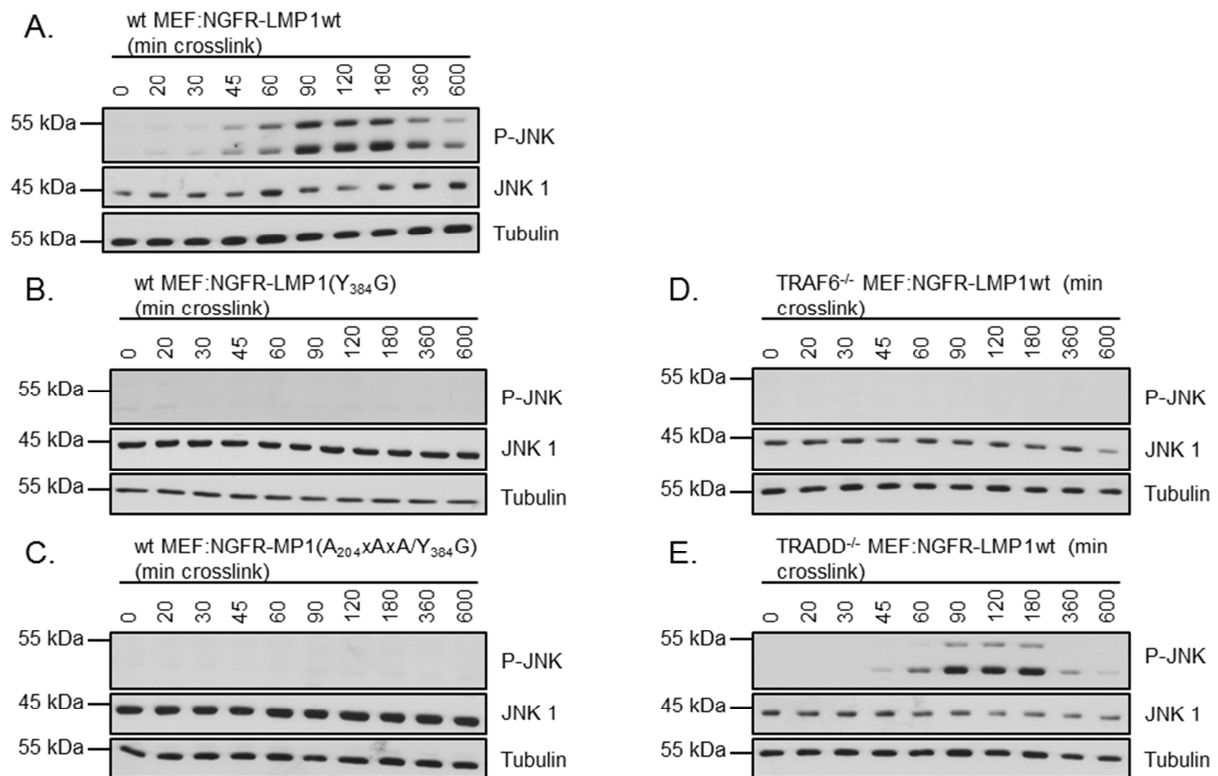 A.
wt MEF:NGFR-LMP1wt
(min crosslink)
0 20 30 45 60 90 120 180 360 600
55 kDa
P-JNK
45 kDa
JNK 1
55 kDa
Tubulin
B.
wt MEF:NGFR-LMP1(Y384G)
(min crosslink)
0 20 30 45 60 90 120 180 360 600
55 kDa
P-JNK
45 kDa
JNK 1
55 kDa
Tubulin
C.
wt MEF:NGFR-MP1(A204xAxA/Y384G)
(min crosslink)
0 20 30 45 60 90 120 180 360 600
55 kDa
P-JNK
45 kDa
JNK 1
55 kDa
Tubulin
D.
TRAF6-/- MEF:NGFR-LMP1wt (min
crosslink)
0 20 30 45 60 90 120 180 360 600
55 kDa
P-JNK
45 kDa
JNK 1
55 kDa
Tubulin
E.
TRADD-/- MEF:NGFR-LMP1wt (min
crosslink)
0 20 30 45 60 90 120 180 360 600
55 kDa
P-JNK
45 kDa
JNK 1
55 kDa
Tubulin